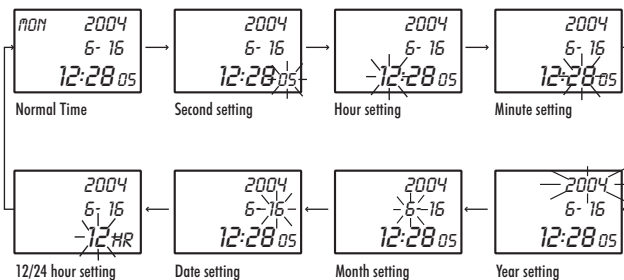 MON 2004
6- 16
12:28 05
Normal Time
2004
6- 16
12:28 05
Second setting
2004
6- 16
12:28 05
Hour setting
2004
6- 16
12:28 05
Minute setting
2004
6- 16
12 HR
12/24 hour setting
2004
6- 16
12:28 05
Date setting
2004
6- 16
12:28 05
Month setting
2004
6- 16
12:28 05
Year setting